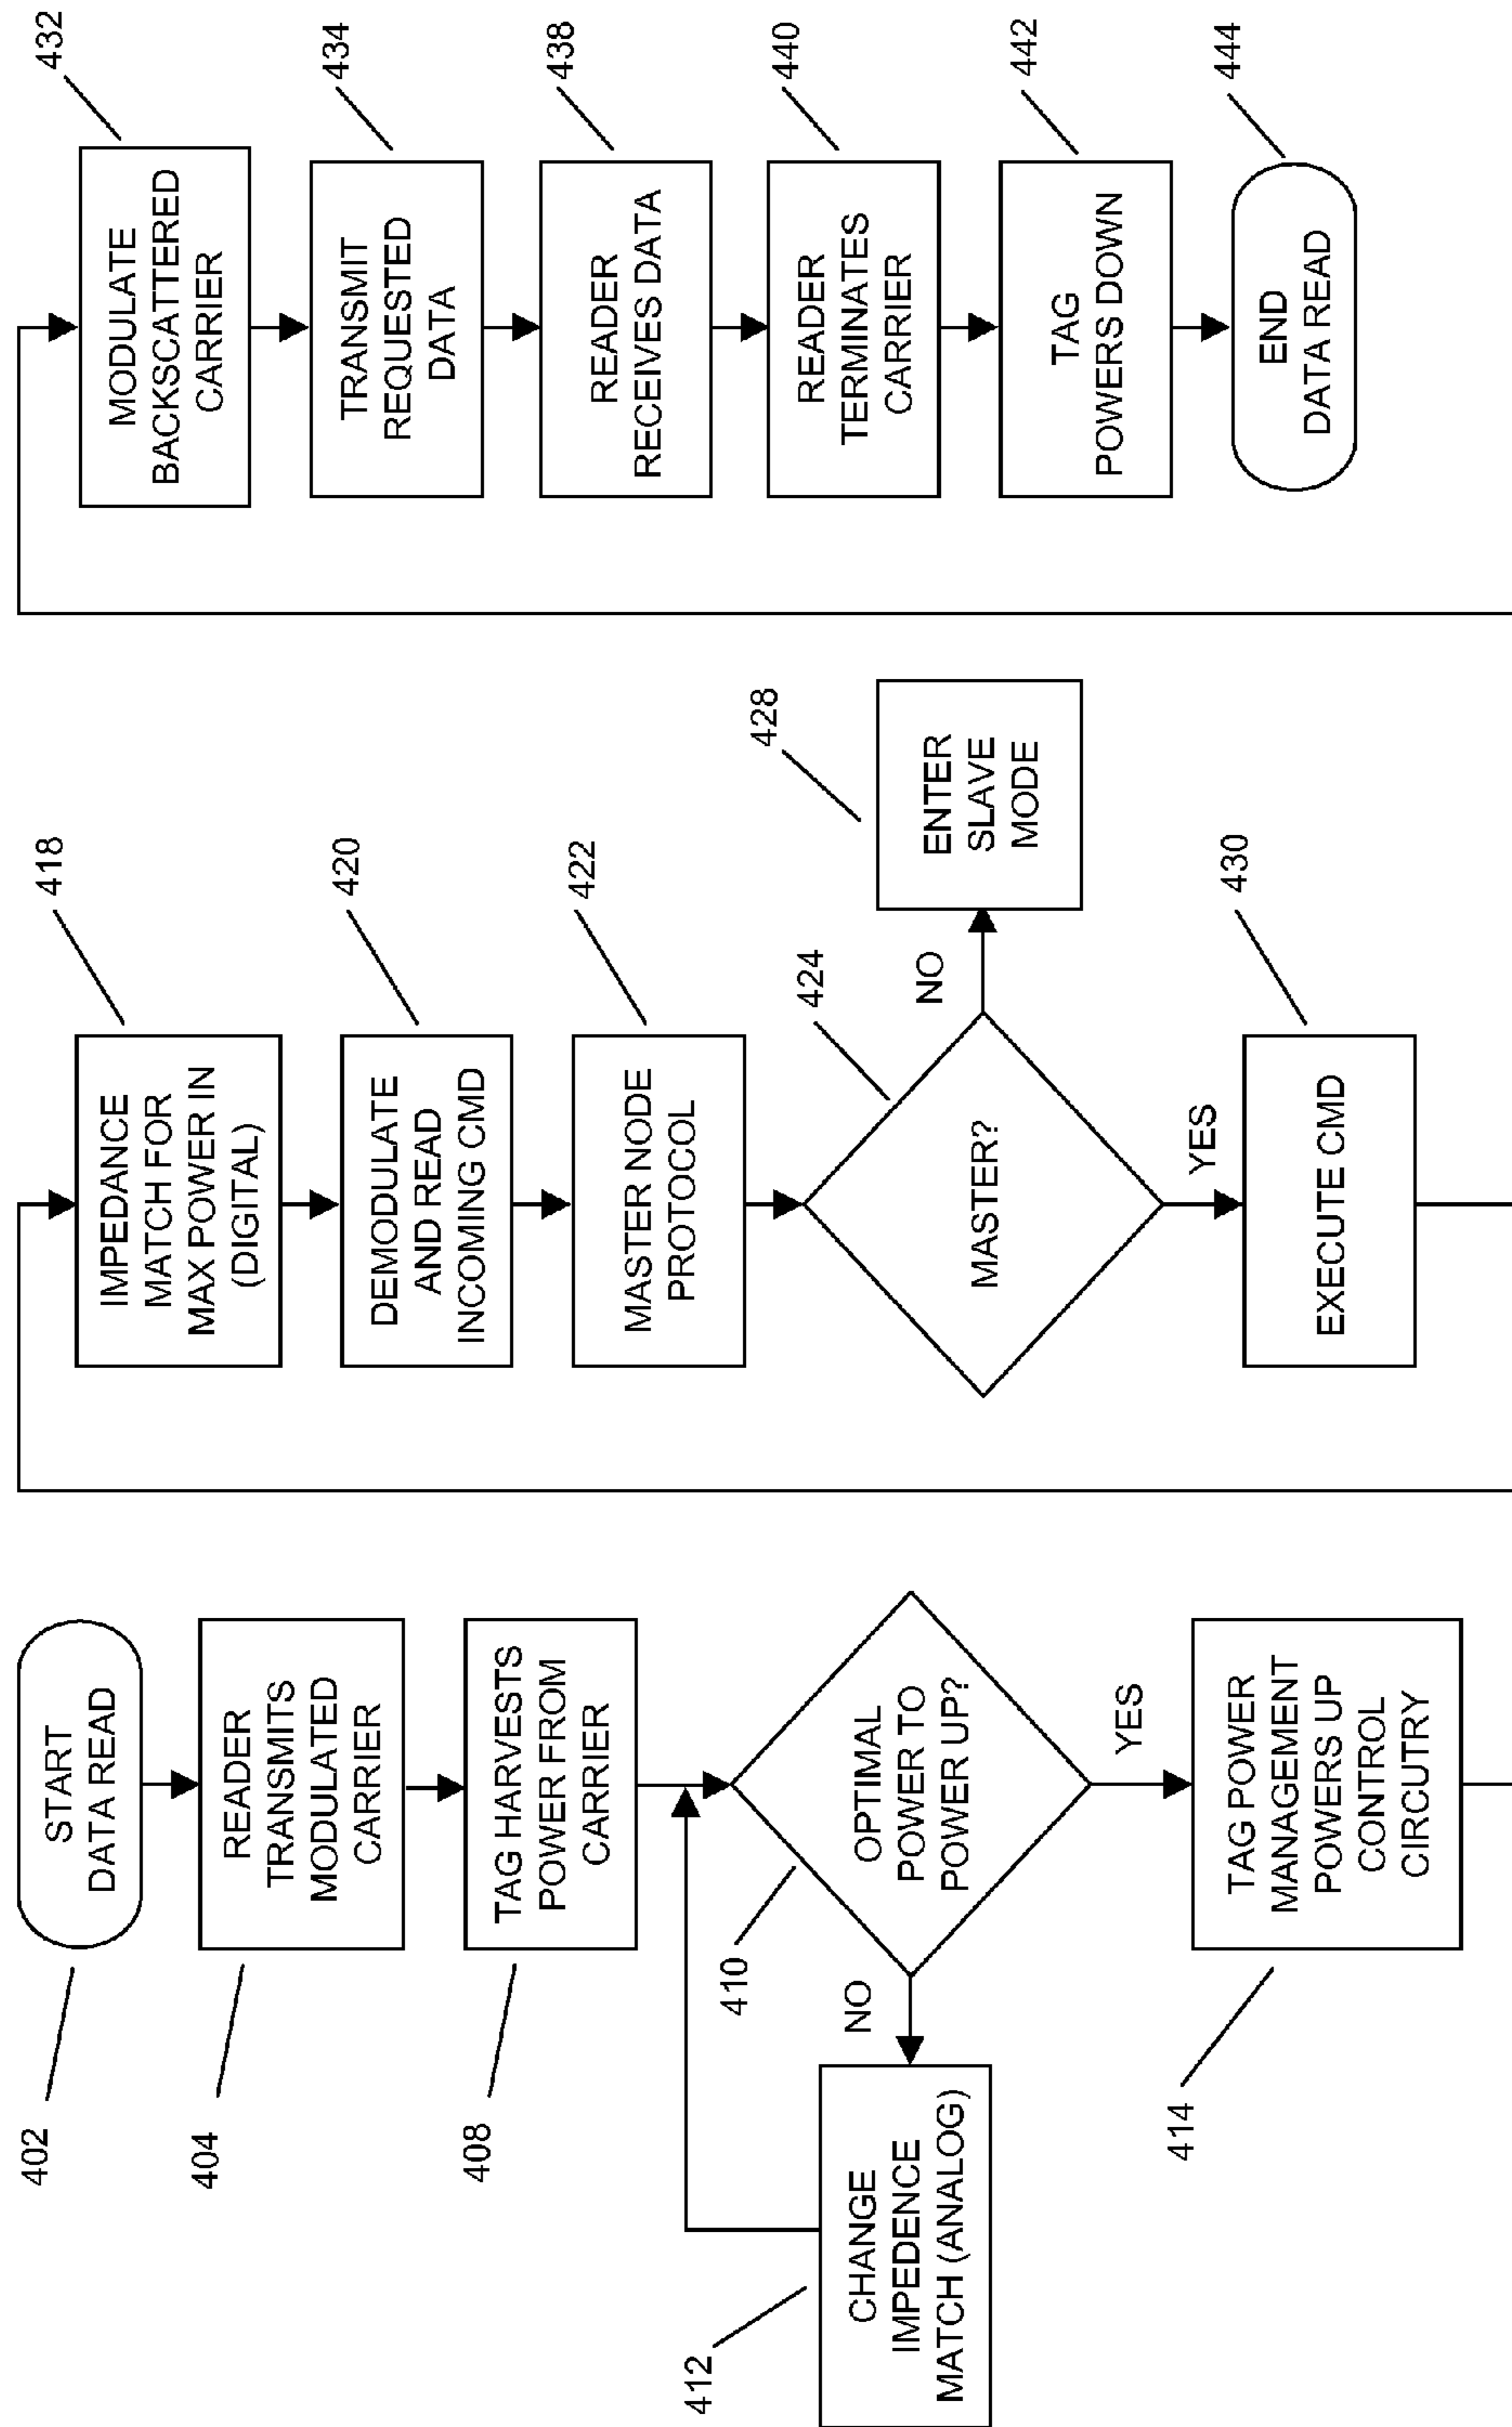 402
START
DATA READ
404
READER
TRANSMITS
MODULATED
CARRIER
408
TAG HARVESTS
POWER FROM
CARRIER
410
OPTIMAL
POWER TO
POWER UP?
NO
412
CHANGE
IMPEDENCE
MATCH (ANALOG)
YES
414
TAG POWER
MANAGEMENT
POWERS UP
CONTROL
CIRCUTRY
418
IMPEDANCE
MATCH FOR
MAX POWER IN
(DIGITAL)
420
DEMODULATE
AND READ
INCOMING CMD
422
MASTER NODE
PROTOCOL
424
MASTER?
NO
428
ENTER
SLAVE
MODE
YES
430
EXECUTE CMD
432
MODULATE
BACKSCATTERED
CARRIER
434
TRANSMIT
REQUESTED
DATA
438
READER
RECEIVES DATA
440
READER
TERMINATES
CARRIER
442
TAG
POWERS DOWN
444
END
DATA READ